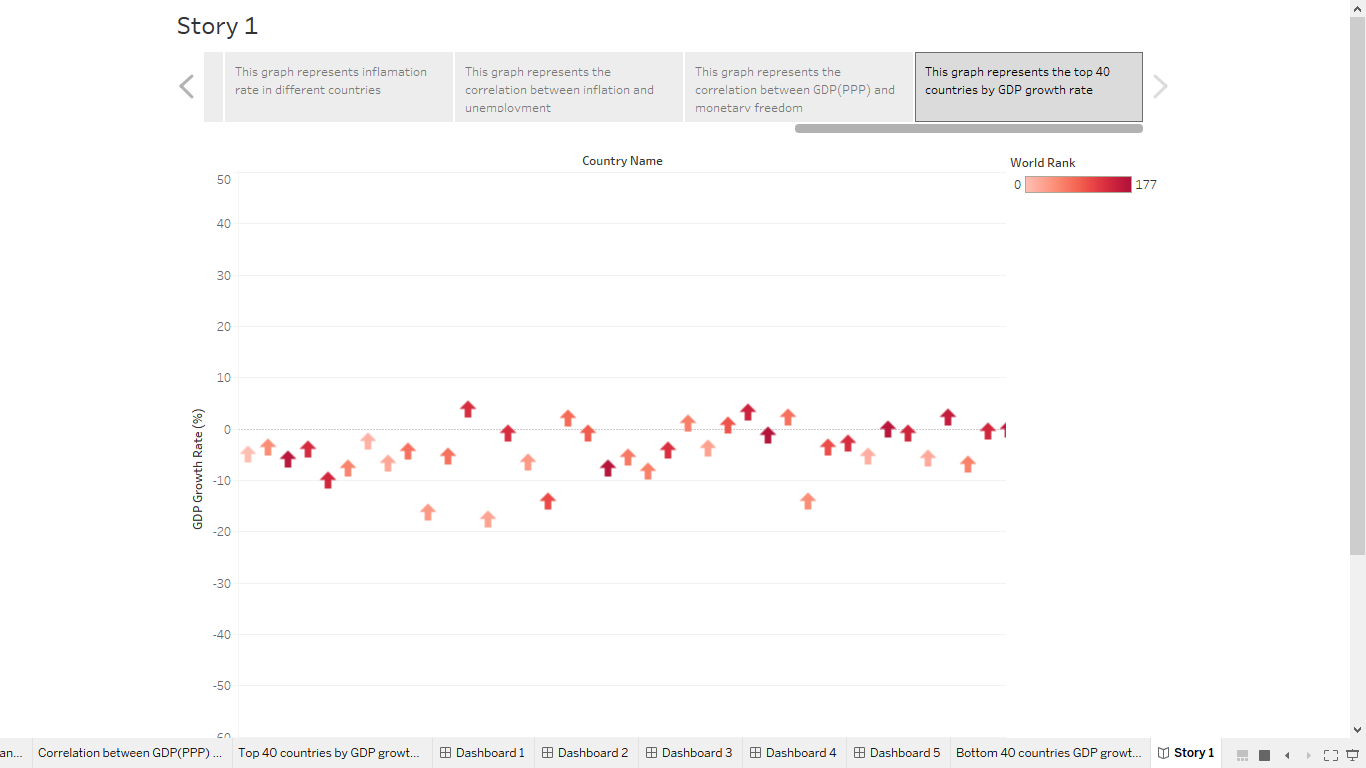 Story 1
This graph represents inflamation
rate in different countries
This graph represents the
correlation between inflation and
unemployment
This graph represents the
correlation between GDP(PPP) and
monetary freedom
This graph represents the top 40
countries by GDP growth rate
Country Name
World Rank
0 177
50
40
30
20
10
0
-10
-20
-30
-40
-50
GDP Growth Rate (%)
an...
Correlation between GDP(PPP) ...
Top 40 countries by GDP growt...
Dashboard 1
Dashboard 2
Dashboard 3
Dashboard 4
Dashboard 5
Bottom 40 countries GDP growt...
Story 1